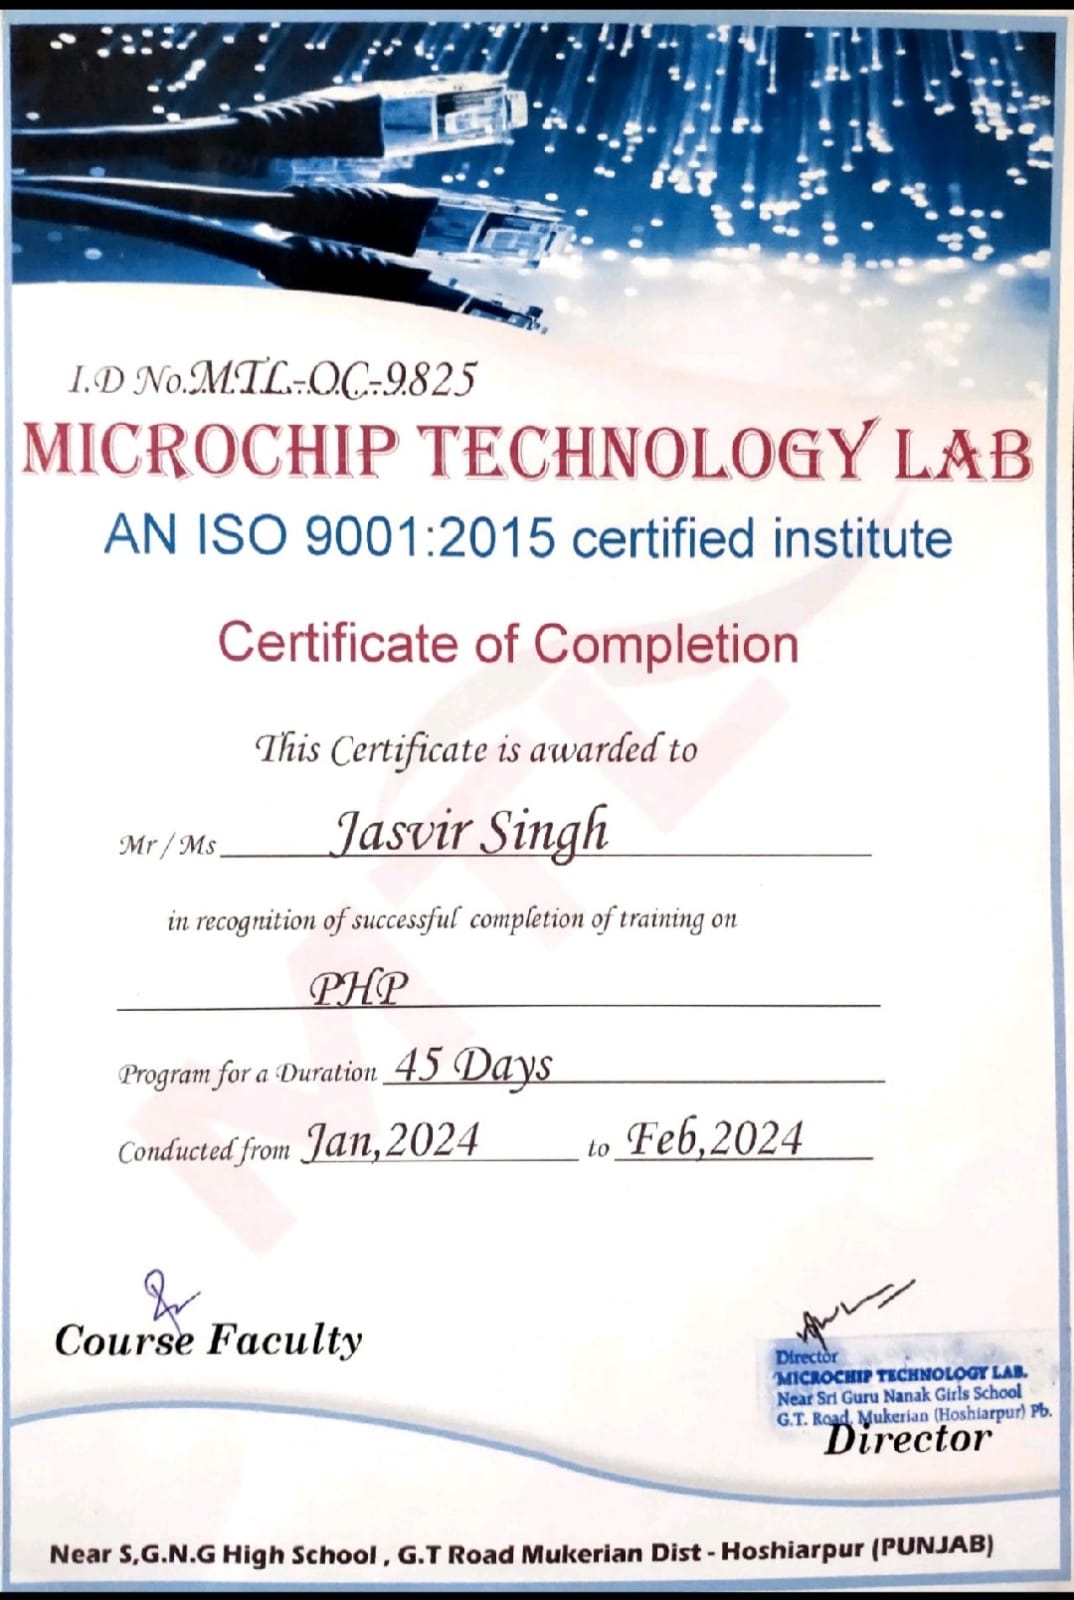 I.D No.M.T.L.-.O.C.-.9.825
MICROCHIP TECHNOLOGY LAB
AN ISO 9001:2015 certified institute
Certificate of Completion
This Certificate is awarded to
Mr / Ms Jasvir Singh
in recognition of successful completion of training on
PHP
Program for a Duration 45 Days
Conducted from Jan,2024 to Feb,2024
MTL
Course Faculty
Director
MICROCHIP TECHNOLOGY LAB.
Near Sri Guru Nanak Girls School
G.T. Road, Mukerian (Hoshiarpur) Pb.
Director
Near S,G.N.G High School , G.T Road Mukerian Dist - Hoshiarpur (PUNJAB)